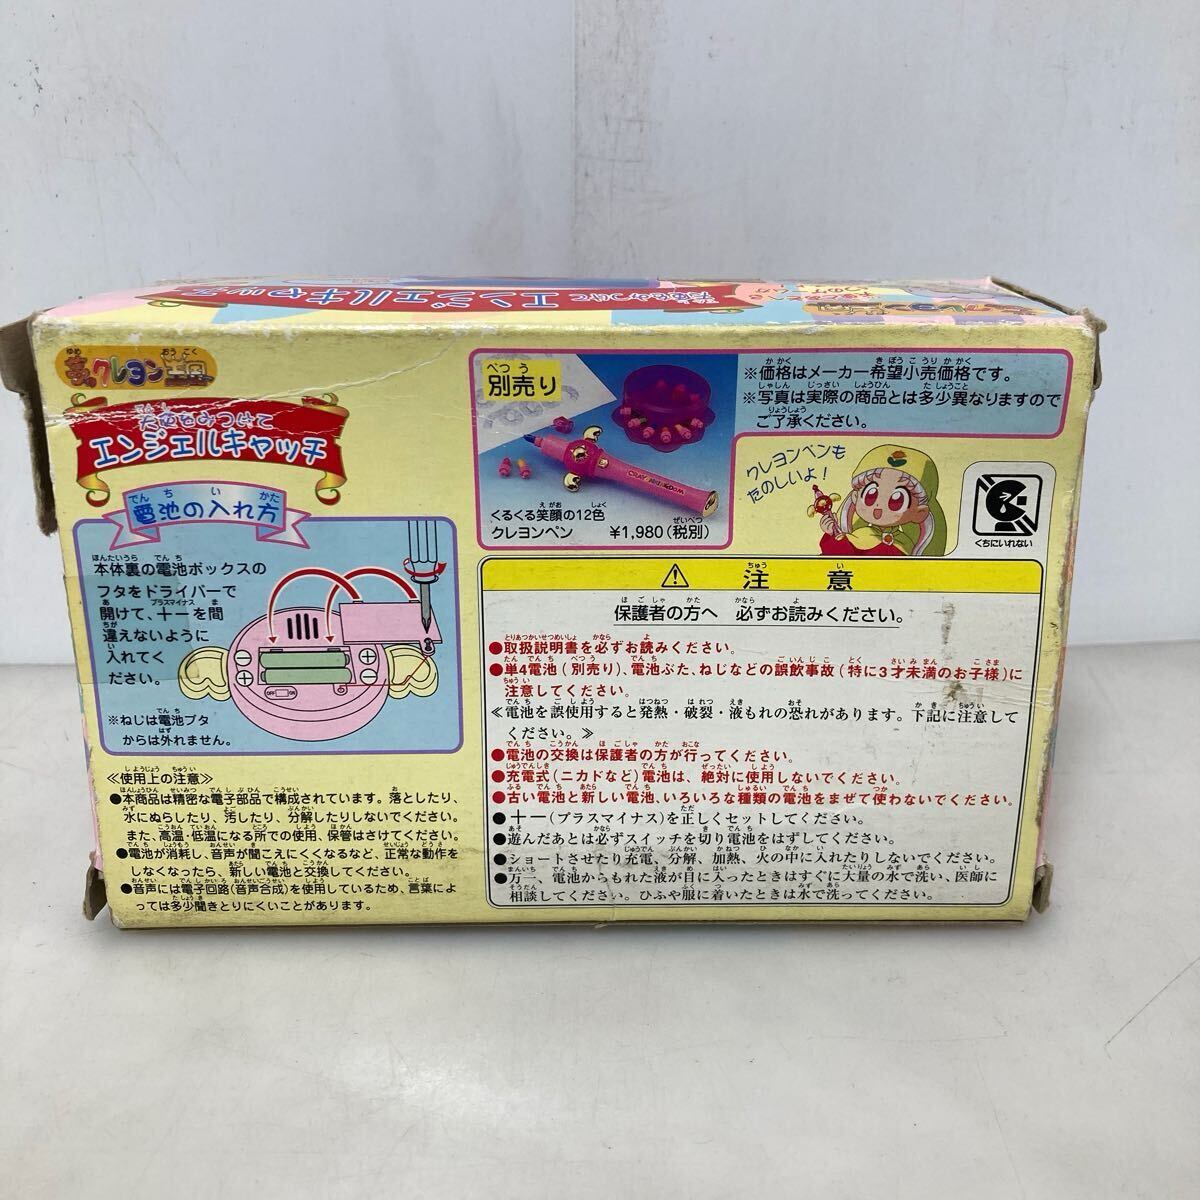 夢のクレヨン王国
天使をみつけて
エンジェルキャッチ
電池の入れ方
本体裏の電池ボックスの
フタをドライバーで
開けて、＋－を間
違えないように
入れてく
ださい。
※ねじは電池ブタ
からは外れません。
OFF ON
≪使用上の注意≫
●本商品は精密な電子部品で構成されています。落としたり、
水にぬらしたり、汚したり、分解したりしないでください。
また、高温・低温になる所での使用、保管はさけてください。
●電池が消耗し、音声が聞こえにくくなるなど、正常な動作を
しなくなったら、新しい電池と交換してください。
●音声には電子回路(音声合成)を使用しているため、言葉によ
っては多少聞きとりにくいことがあります。
別売り
くるくる笑顔の12色
クレヨンペン ¥1,980(税別)
※価格はメーカー希望小売価格です。
※写真は実際の商品とは多少異なりますので
ご了承ください。
クレヨンペンも
たのしいよ！
くちにいれない
注意
保護者の方へ 必ずお読みください。
●取扱説明書を必ずお読みください。
●単4電池(別売り)、電池ぶた、ねじなどの誤飲事故(特に3才未満のお子様)に
注意してください。
≪電池を誤使用すると発熱・破裂・液もれの恐れがあります。下記に注意して
ください。≫
●電池の交換は保護者の方が行ってください。
●充電式(ニカドなど)電池は、絶対に使用しないでください。
●古い電池と新しい電池、いろいろな種類の電池をまぜて使わないでください。
●＋－(プラスマイナス)を正しくセットしてください。
●遊んだあとは必ずスイッチを切り電池をはずしてください。
●ショートさせたり充電、分解、加熱、火の中に入れたりしないでください。
●万一、電池からもれた液が目に入ったときはすぐに大量の水で洗い、医師に
相談してください。ひふや服に着いたときは水で洗ってください。